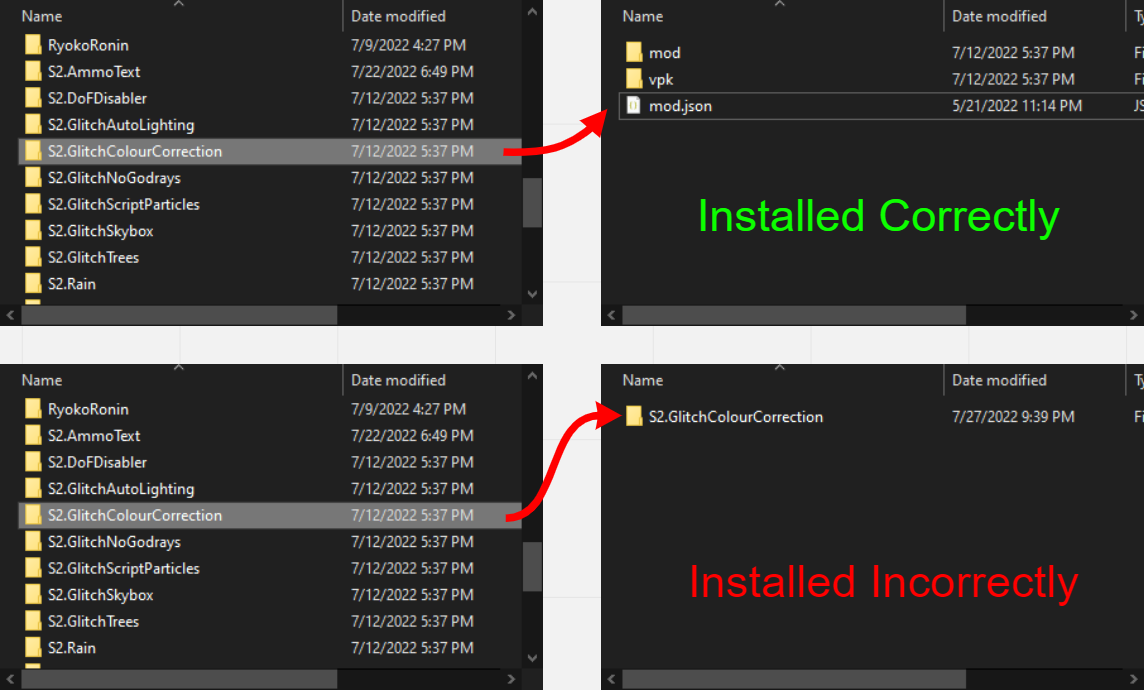 Name Date modified
RyokoRonin 7/9/2022 4:27 PM
S2.AmmoText 7/22/2022 6:49 PM
S2.DoFDisabler 7/12/2022 5:37 PM
S2.GlitchAutoLighting 7/12/2022 5:37 PM
S2.GlitchColourCorrection 7/12/2022 5:37 PM
S2.GlitchNoGodrays 7/12/2022 5:37 PM
S2.GlitchScriptParticles 7/12/2022 5:37 PM
S2.GlitchSkybox 7/12/2022 5:37 PM
S2.GlitchTrees 7/12/2022 5:37 PM
S2.Rain 7/12/2022 5:37 PM
Name Date modified Ty
mod 7/12/2022 5:37 PM Fi
vpk 7/12/2022 5:37 PM Fi
mod.json 5/21/2022 11:14 PM JS
Installed Correctly
Name Date modified
RyokoRonin 7/9/2022 4:27 PM
S2.AmmoText 7/22/2022 6:49 PM
S2.DoFDisabler 7/12/2022 5:37 PM
S2.GlitchAutoLighting 7/12/2022 5:37 PM
S2.GlitchColourCorrection 7/12/2022 5:37 PM
S2.GlitchNoGodrays 7/12/2022 5:37 PM
S2.GlitchScriptParticles 7/12/2022 5:37 PM
S2.GlitchSkybox 7/12/2022 5:37 PM
S2.GlitchTrees 7/12/2022 5:37 PM
S2.Rain 7/12/2022 5:37 PM
Name Date modified Ty
S2.GlitchColourCorrection 7/27/2022 9:39 PM Fi
Installed Incorrectly